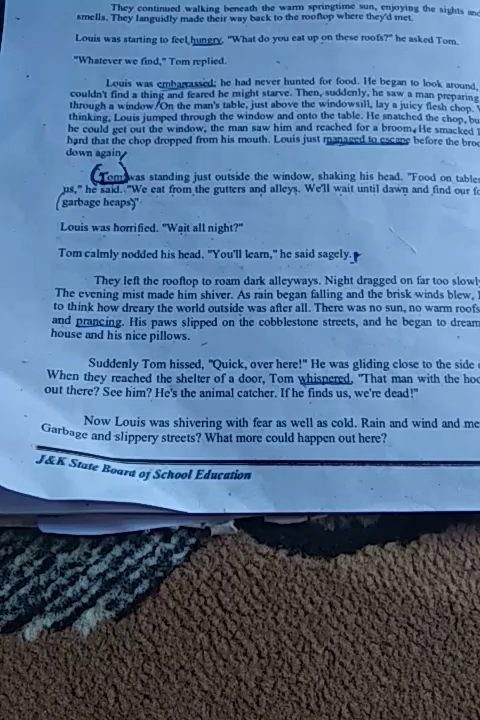 They continued walking beneath the warm springtime sun, enjoying the sights and
smells. They languidly made their way back to the rooftop where they'd met.
Louis was starting to feel hungry. "What do you eat up on these roofs?" he asked Tom.
"Whatever we find," Tom replied.
Louis was embarrassed; he had never hunted for food. He began to look around,
couldn't find a thing and feared he might starve. Then, suddenly, he saw a man preparing
through a window. On the man's table, just above the windowsill, lay a juicy flesh chop.
thinking, Louis jumped through the window and onto the table. He snatched the chop,
he could get out the window, the man saw him and reached for a broom. He smacked
hard that the chop dropped from his mouth. Louis just managed to escape before the
down again.
Tom was standing just outside the window, shaking his head. "Food on
us," he said. "We eat from the gutters and alleys. We'll wait until dawn and find our
garbage heaps."
Louis was horrified. "Wait all night?"
Tom calmly nodded his head. "You'll learn," he said sagely.
They left the rooftop to roam dark alleyways. Night dragged on far too
The evening mist made him shiver. As rain began falling and the brisk winds blew,
to think how dreary the world outside was after all. There was no sun, no warm
and prancing. His paws slipped on the cobblestone streets, and he began to dream
house and his nice pillows.
Suddenly Tom hissed, "Quick, over here!" He was gliding close to the side
When they reached the shelter of a door, Tom whispered, "That man with the
out there? See him? He's the animal catcher. If he finds us, we're dead!"
Now Louis was shivering with fear as well as cold. Rain and wind and
Garbage and slippery streets? What more could happen out here?
J&K State Board of School Education